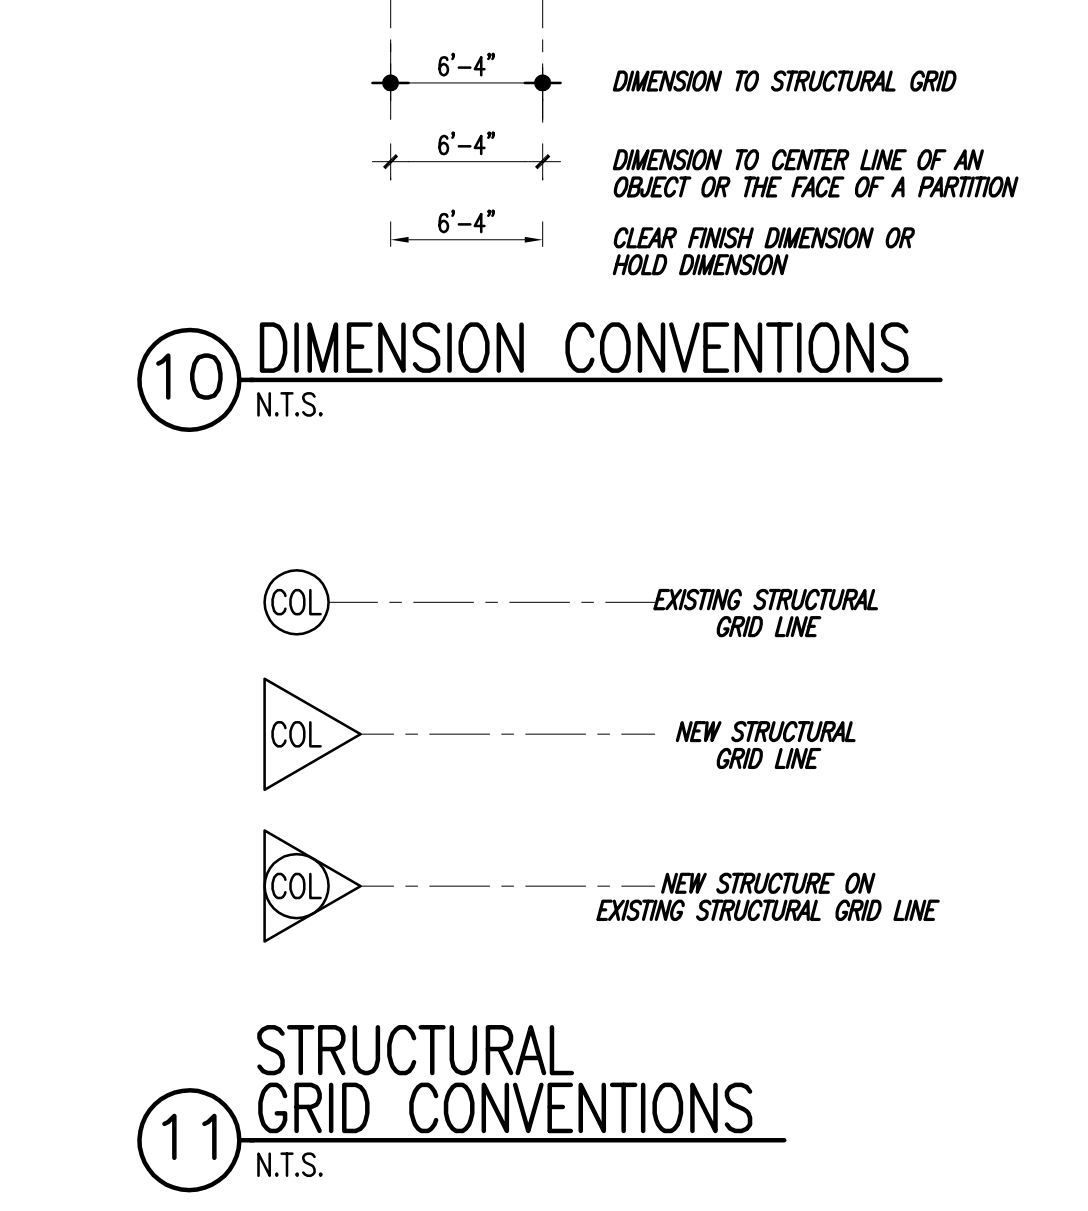 6'-4"
DIMENSION TO STRUCTURAL GRID
6'-4"
DIMENSION TO CENTER LINE OF AN
OBJECT OR THE FACE OF A PARTITION
6'-4"
CLEAR FINISH DIMENSION OR
HOLD DIMENSION
10
DIMENSION CONVENTIONS
N.T.S.
COL
EXISTING STRUCTURAL
GRID LINE
COL
NEW STRUCTURAL
GRID LINE
COL
NEW STRUCTURE ON
EXISTING STRUCTURAL GRID LINE
STRUCTURAL
11
GRID CONVENTIONS
N.T.S.